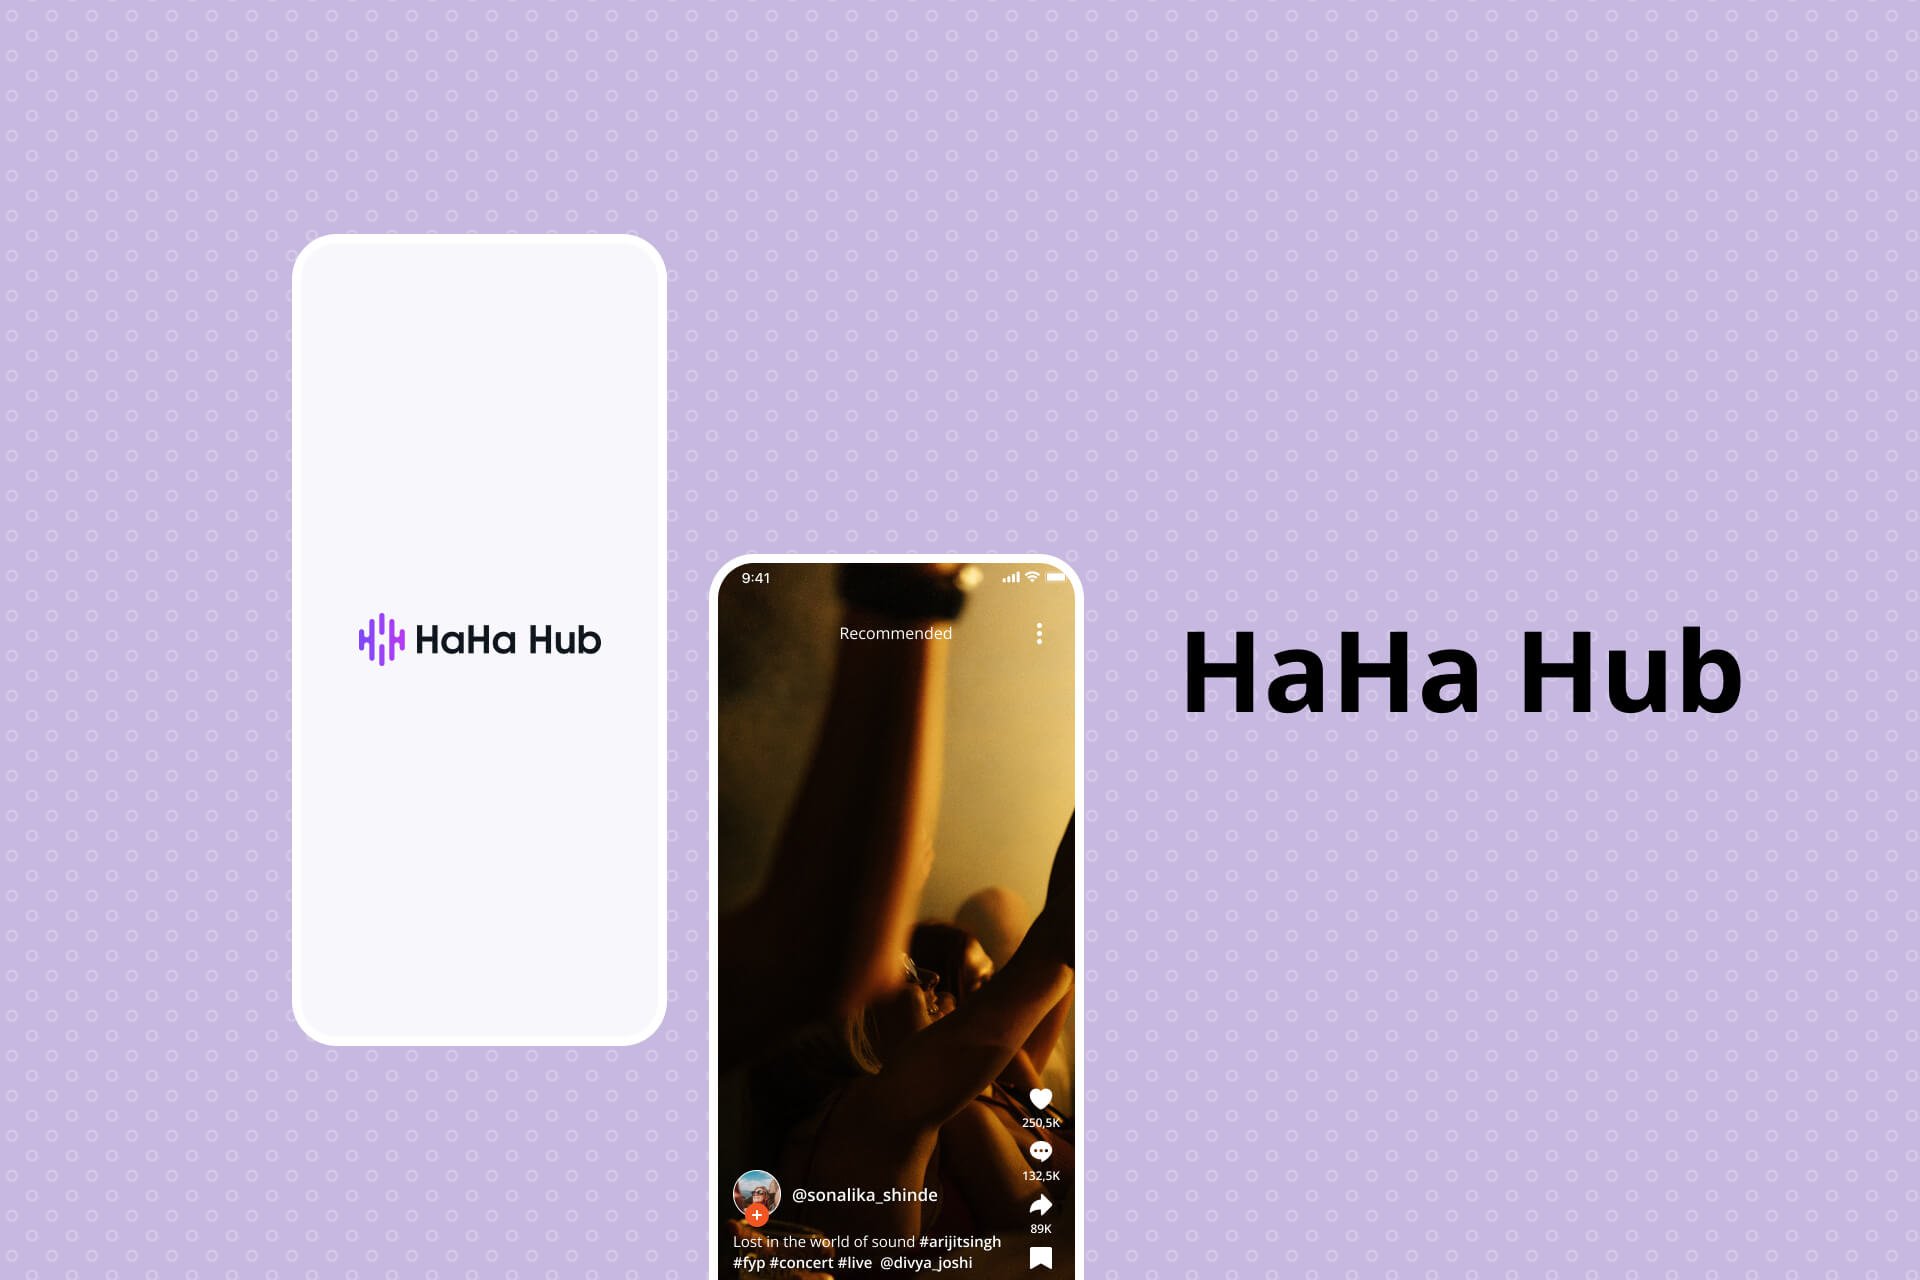 HaHa Hub
9:41
Recommended
250,5K
132,5K
89K
@sonalika_shinde
Lost in the world of sound #arijitsingh
#fyp #concert #live @divya_joshi
HaHa Hub